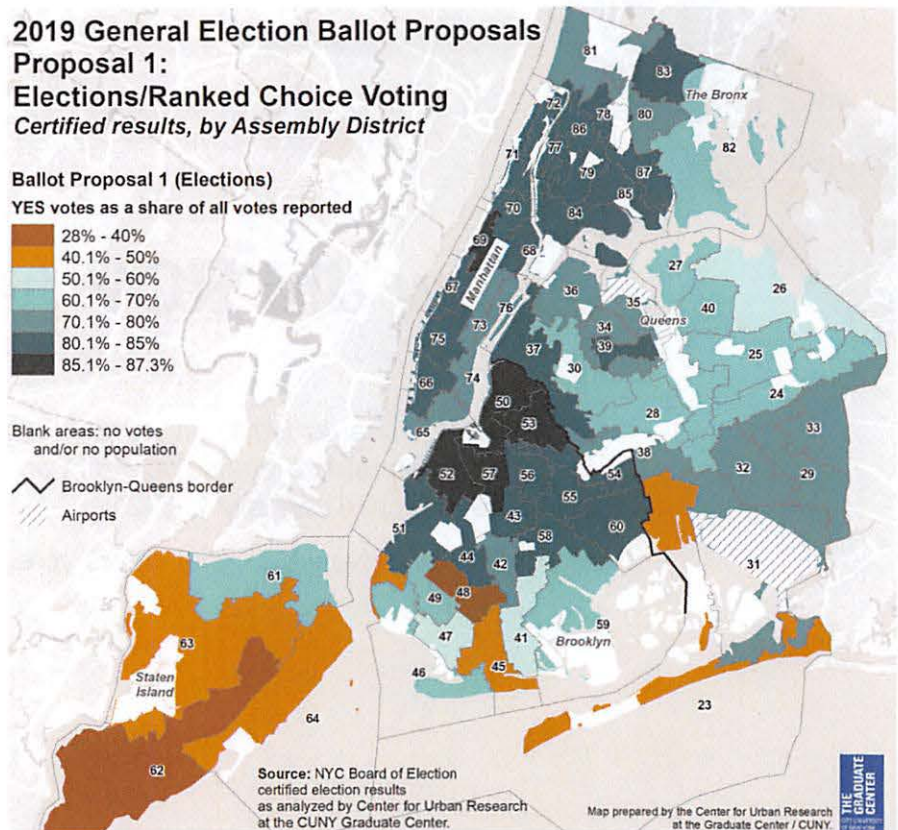 2019 General Election Ballot Proposals
Proposal 1:
Elections/Ranked Choice Voting
Certified results, by Assembly District
Ballot Proposal 1 (Elections)
YES votes as a share of all votes reported
28% - 40%
40.1% - 50%
50.1% - 60%
60.1% - 70%
70.1% - 80%
80.1% - 85%
85.1% - 87.3%
Blank areas: no votes
and/or no population
Brooklyn-Queens border
Airports
81
83
The Bronx
72
86
78
80
82
71
77
79
87
85
70
84
69
68
Manhattan
67
27
26
36
35
76
Queens
40
73
34
75
39
37
25
30
74
66
24
50
28
65
53
33
38
32
52
57
56
54
29
55
51
43
60
58
44
42
31
61
48
49
59
63
47
41
Brooklyn
Staten
Island
46
45
64
23
62
Source: NYC Board of Election
certified election results
as analyzed by Center for Urban Research
at the CUNY Graduate Center.
Map prepared by the Center for Urban Research
at the Graduate Center / CUNY.
THE
GRADUATE
CENTER